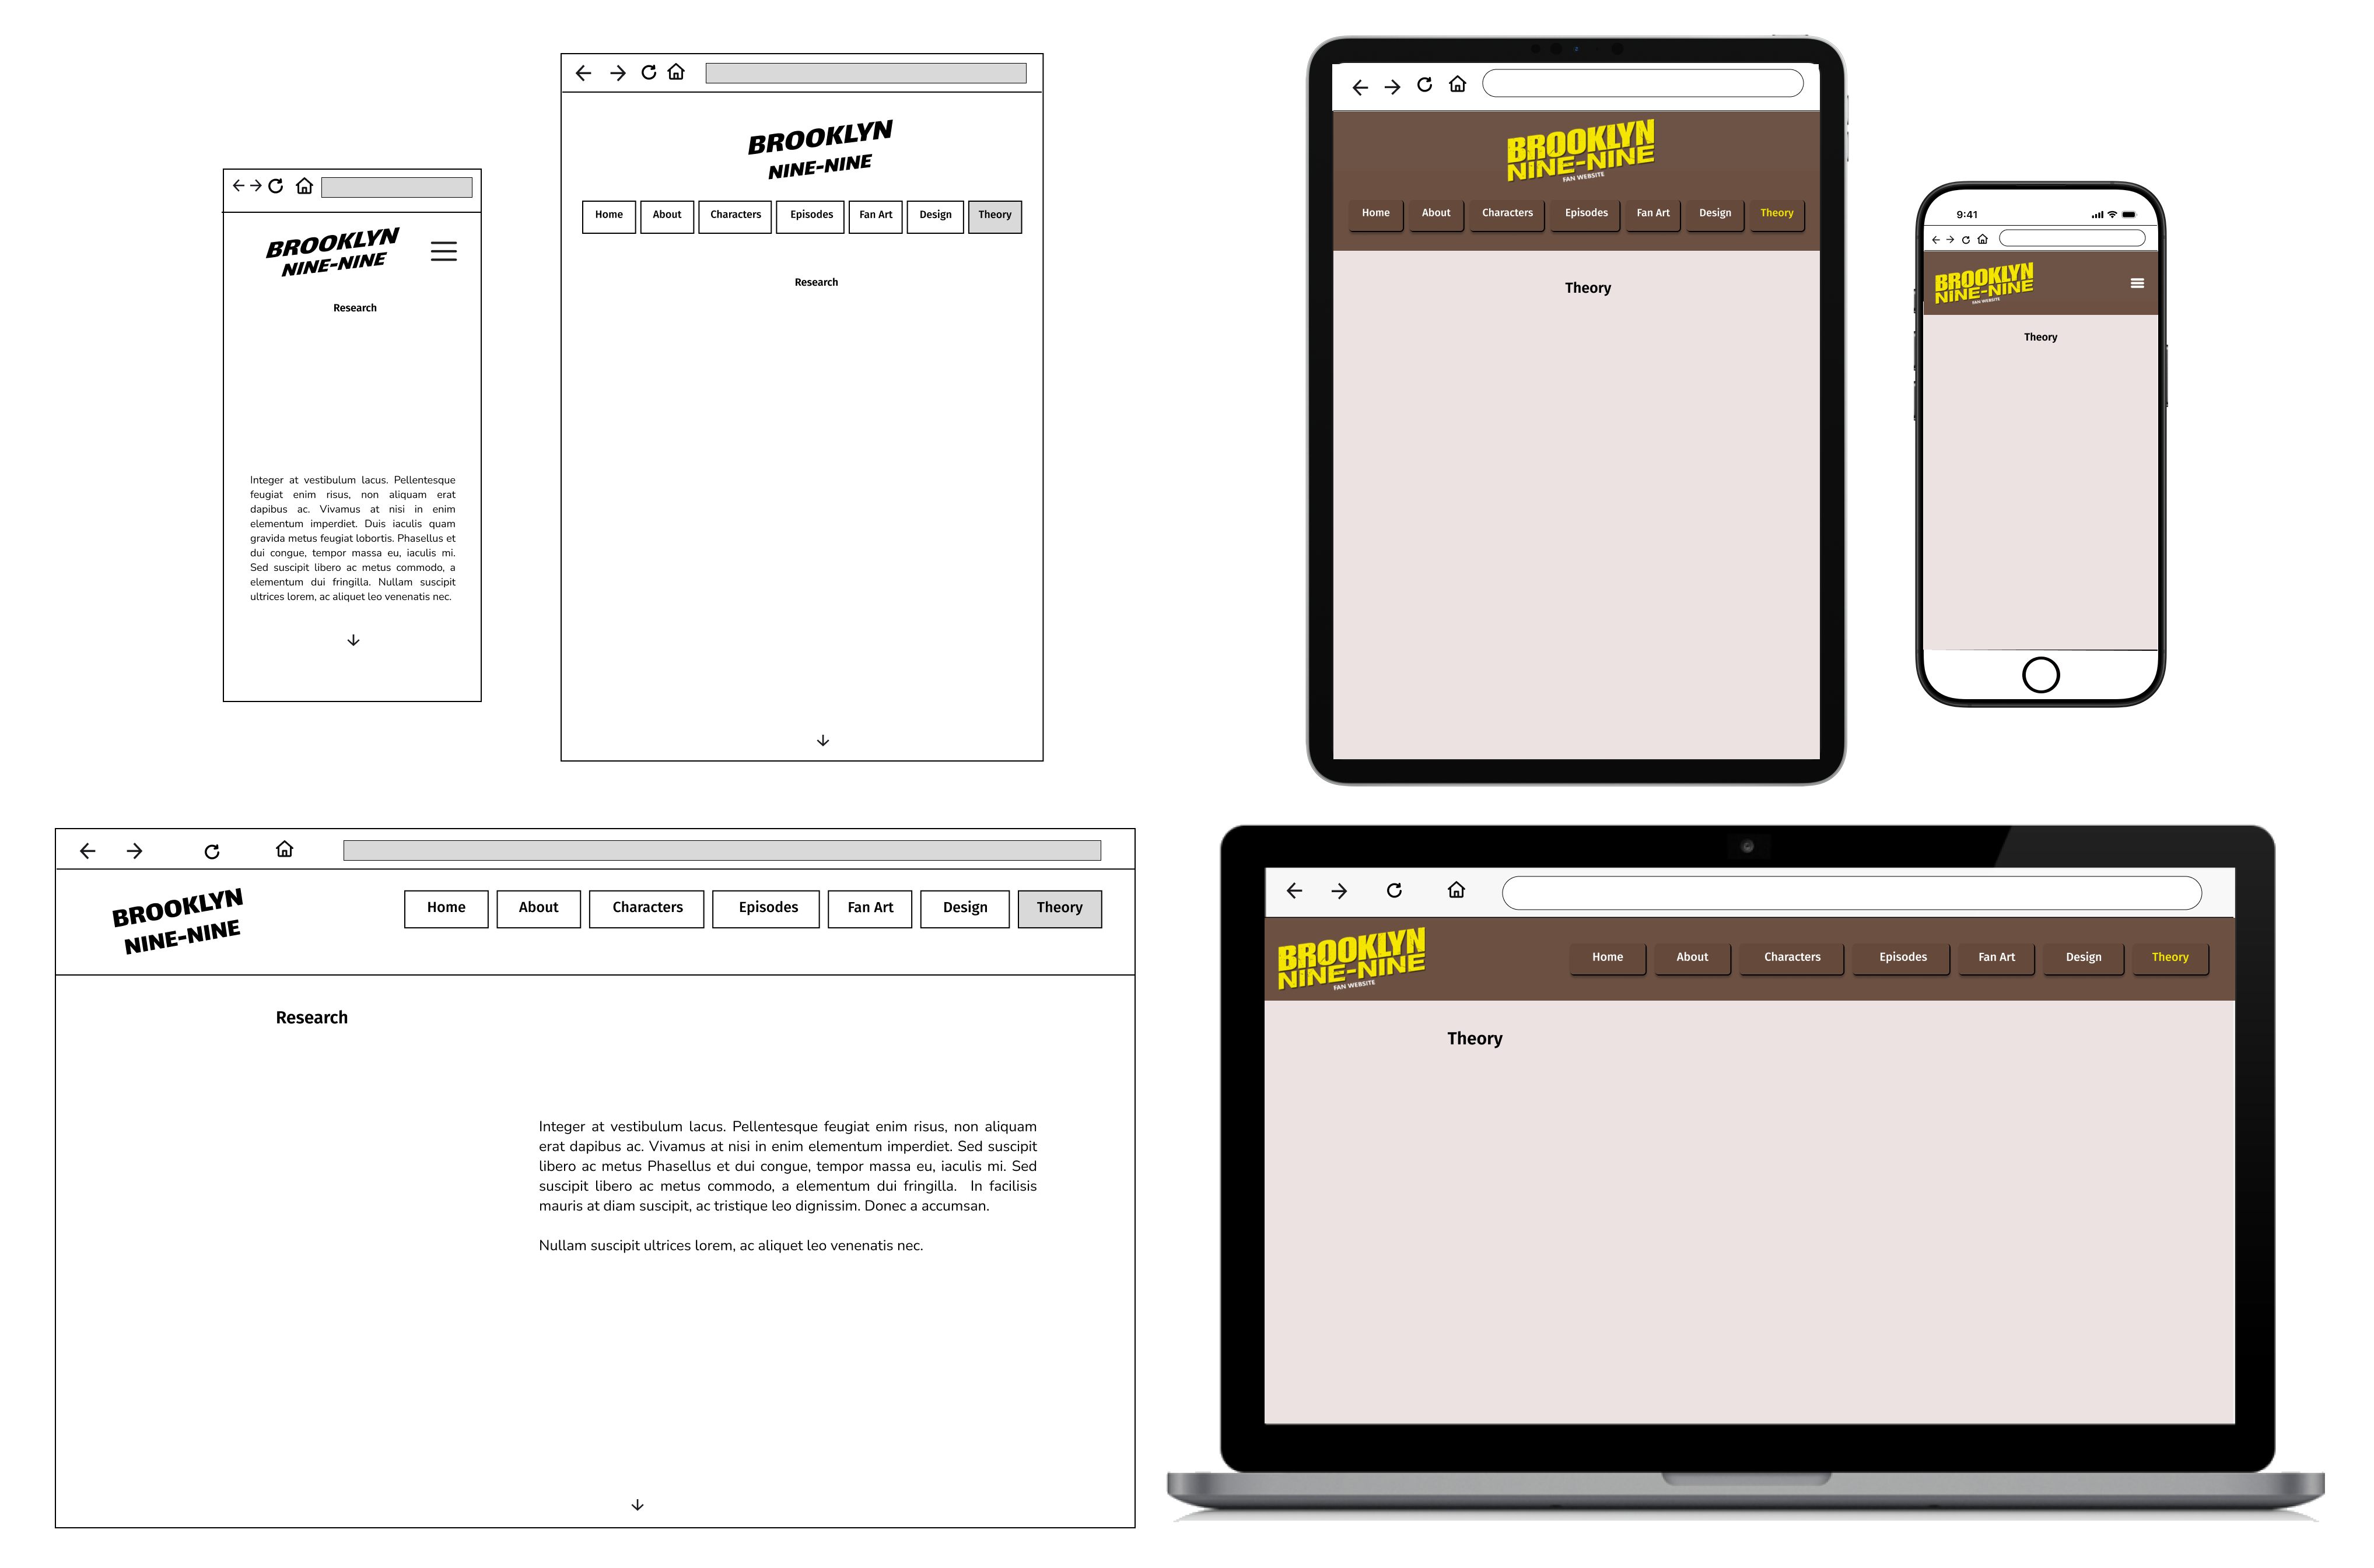 BROOKLYN
NINE-NINE
Research
Integer at vestibulum lacus. Pellentesque
feugiat enim risus, non aliquam erat
dapibus ac. Vivamus at nisi in enim
elementum imperdiet. Duis iaculis quam
gravida metus feugiat lobortis. Phasellus et
dui congue, tempor massa eu, iaculis mi.
Sed suscipit libero ac metus commodo, a
elementum dui fringilla. Nullam suscipit
ultrices lorem, ac aliquet leo venenatis nec.
BROOKLYN
NINE-NINE
Home About Characters Episodes Fan Art Design Theory
Research
BROOKLYN
NINE-NINE
FAN WEBSITE
Home About Characters Episodes Fan Art Design Theory
Theory
9:41
BROOKLYN
NINE-NINE
FAN WEBSITE
Theory
BROOKLYN
NINE-NINE
Home About Characters Episodes Fan Art Design Theory
Research
Integer at vestibulum lacus. Pellentesque feugiat enim risus, non aliquam
erat dapibus ac. Vivamus at nisi in enim elementum imperdiet. Sed suscipit
libero ac metus Phasellus et dui congue, tempor massa eu, iaculis mi. Sed
suscipit libero ac metus commodo, a elementum dui fringilla. In facilisis
mauris at diam suscipit, ac tristique leo dignissim. Donec a accumsan.
Nullam suscipit ultrices lorem, ac aliquet leo venenatis nec.
BROOKLYN
NINE-NINE
FAN WEBSITE
Home About Characters Episodes Fan Art Design Theory
Theory